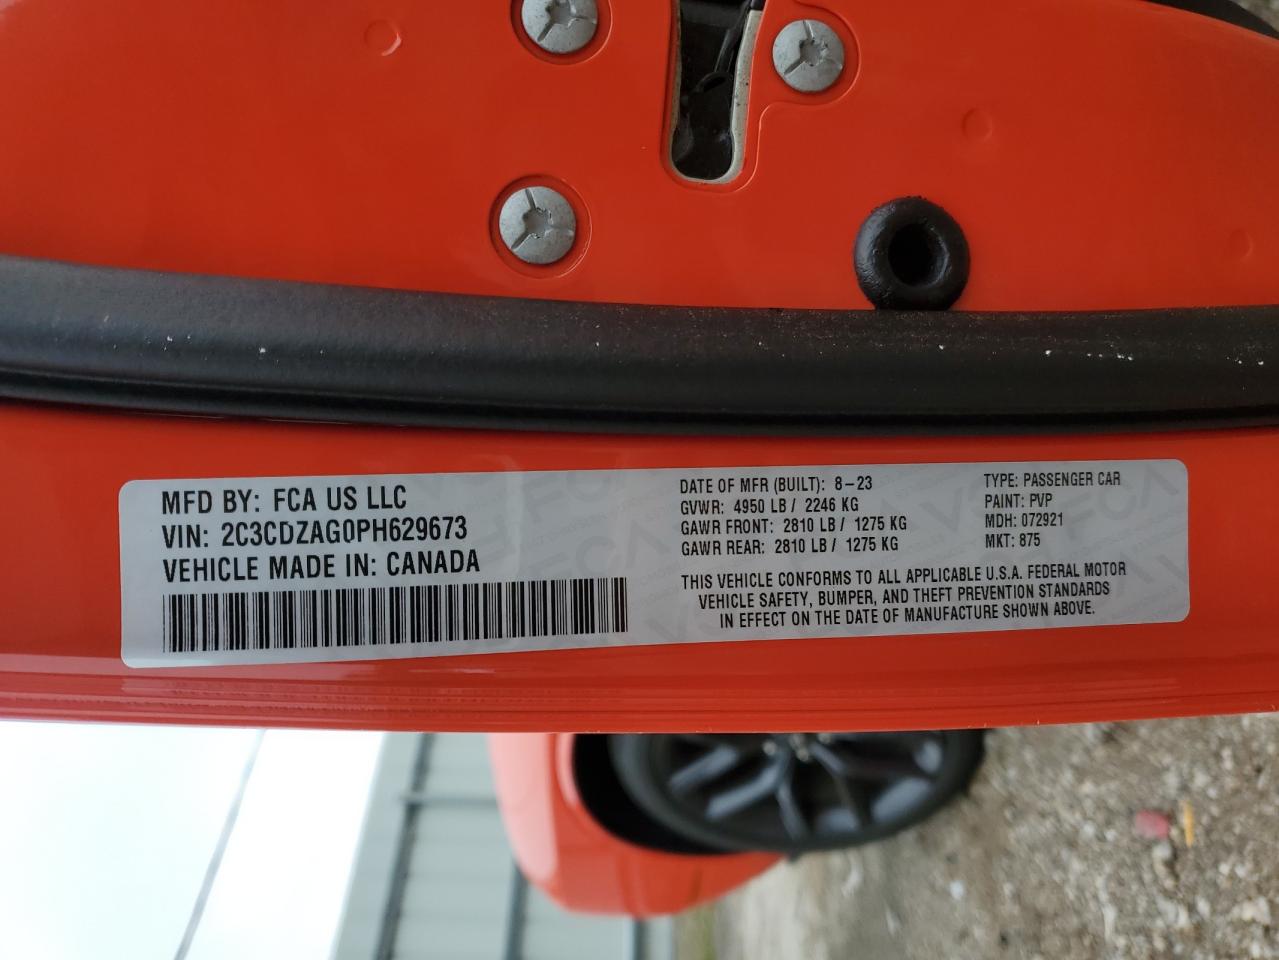 MFD BY: FCA US LLC
VIN: 2C3CDZAG0PH629673
VEHICLE MADE IN: CANADA
DATE OF MFR (BUILT): 8-23
GVWR: 4950 LB / 2246 KG
GAWR FRONT: 2810 LB / 1275 KG
GAWR REAR: 2810 LB / 1275 KG
TYPE: PASSENGER CAR
PAINT: PVP
MDH: 072921
MKT: 875
THIS VEHICLE CONFORMS TO ALL APPLICABLE U.S.A. FEDERAL MOTOR
VEHICLE SAFETY, BUMPER, AND THEFT PREVENTION STANDARDS
IN EFFECT ON THE DATE OF MANUFACTURE SHOWN ABOVE.